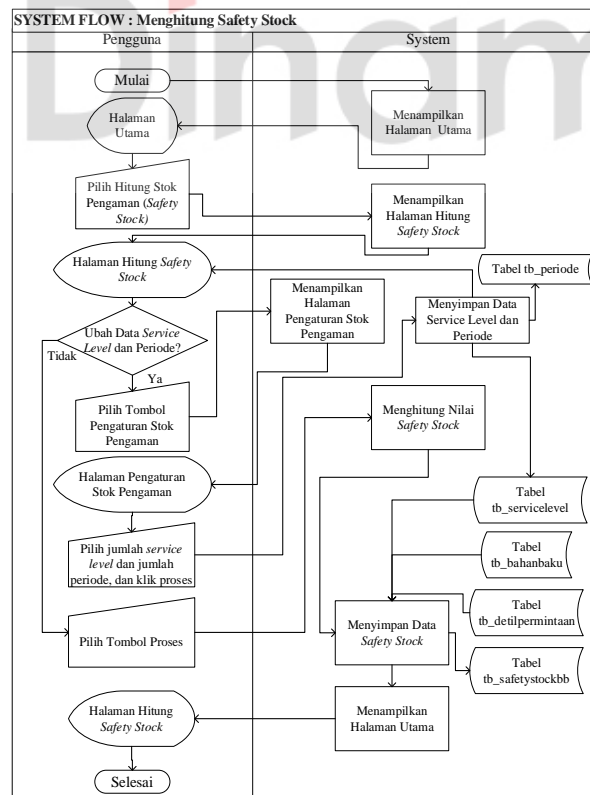 Dinam
SYSTEM FLOW : Menghitung Safety Stock
Pengguna
System
Mulai
Halaman
Utama
Menampilkan
Halaman Utama
Pilih Hitung Stok
Pengaman (Safety
Stock)
Menampilkan
Halaman Hitung
Safety Stock
Halaman Hitung Safety
Stock
Tabel tb_periode
Menampilkan
Halaman
Pengaturan Stok
Pengaman
Menyimpan Data
Service Level dan
Periode
Ubah Data Service
Level dan Periode?
Tidak
Ya
Pilih Tombol
Pengaturan Stok
Pengaman
Menghitung Nilai
Safety Stock
Halaman Pengaturan
Stok Pengaman
Tabel
tb_servicelevel
Pilih jumlah service
level dan jumlah
periode, dan klik proses
Tabel
tb_bahanbaku
Tabel
tb_detilpermintaan
Pilih Tombol Proses
Menyimpan Data
Safety Stock
Tabel
tb_safetystockbb
Halaman Hitung
Safety Stock
Menampilkan
Halaman Utama
Selesai